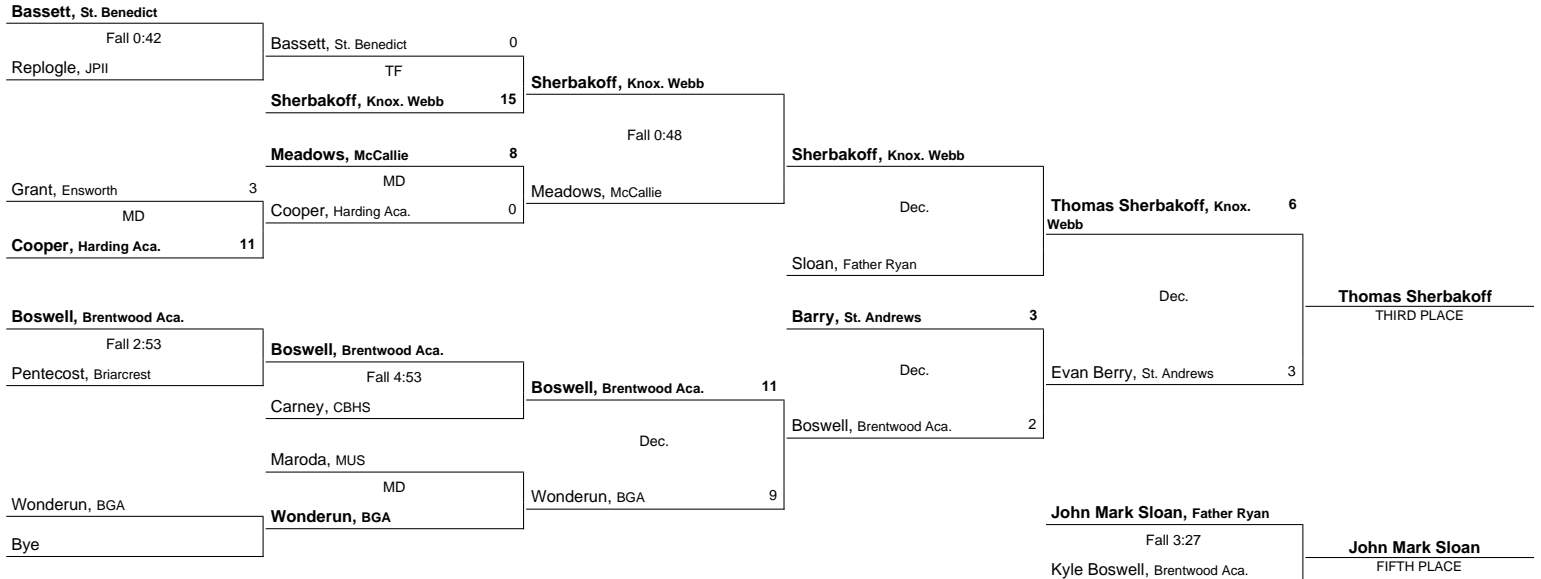 Bassett, St. Benedict
Fall 0:42
Replogle, JPII
Grant, Ensworth 3
MD
Cooper, Harding Aca. 11
Boswell, Brentwood Aca.
Fall 2:53
Pentecost, Briarcrest
Wonderun, BGA
Bye
Bassett, St. Benedict 0
TF
Sherbakoff, Knox. Webb 15
Meadows, McCallie 8
MD
Cooper, Harding Aca. 0
Boswell, Brentwood Aca.
Fall 4:53
Carney, CBHS
Maroda, MUS
MD
Wonderun, BGA
Sherbakoff, Knox. Webb
Fall 0:48
Meadows, McCallie
Boswell, Brentwood Aca. 11
Dec.
Wonderun, BGA 9
Sherbakoff, Knox. Webb
Dec.
Sloan, Father Ryan
Barry, St. Andrews 3
Dec.
Boswell, Brentwood Aca. 2
Thomas Sherbakoff, Knox. 6
Webb
Dec.
Evan Berry, St. Andrews 3
Thomas Sherbakoff
THIRD PLACE
John Mark Sloan, Father Ryan
Fall 3:27
Kyle Boswell, Brentwood Aca.
John Mark Sloan
FIFTH PLACE